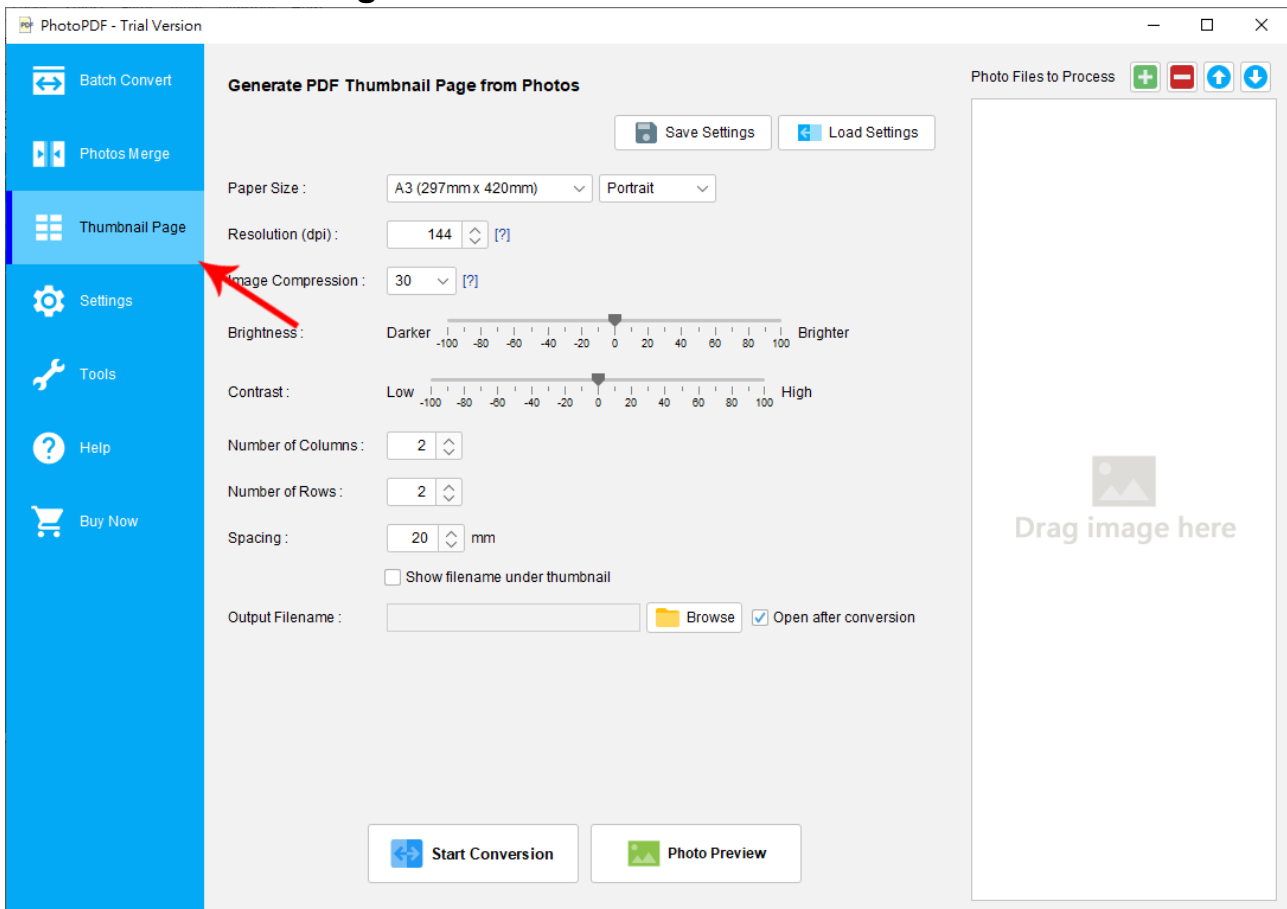 PhotoPDF - Trial Version
Batch Convert
Photos Merge
Thumbnail Page
Settings
Tools
Help
Buy Now
Generate PDF Thumbnail Page from Photos
Save Settings Load Settings
Paper Size : A3 (297mm x 420mm) Portrait
Resolution (dpi) : 144 [?]
Image Compression : 30 [?]
Brightness : Darker -100 -80 -60 -40 -20 0 20 40 60 80 100 Brighter
Contrast : Low -100 -80 -60 -40 -20 0 20 40 60 80 100 High
Number of Columns : 2
Number of Rows : 2
Spacing : 20 mm
Show filename under thumbnail
Output Filename : Browse Open after conversion
Start Conversion Photo Preview
Photo Files to Process
Drag image here